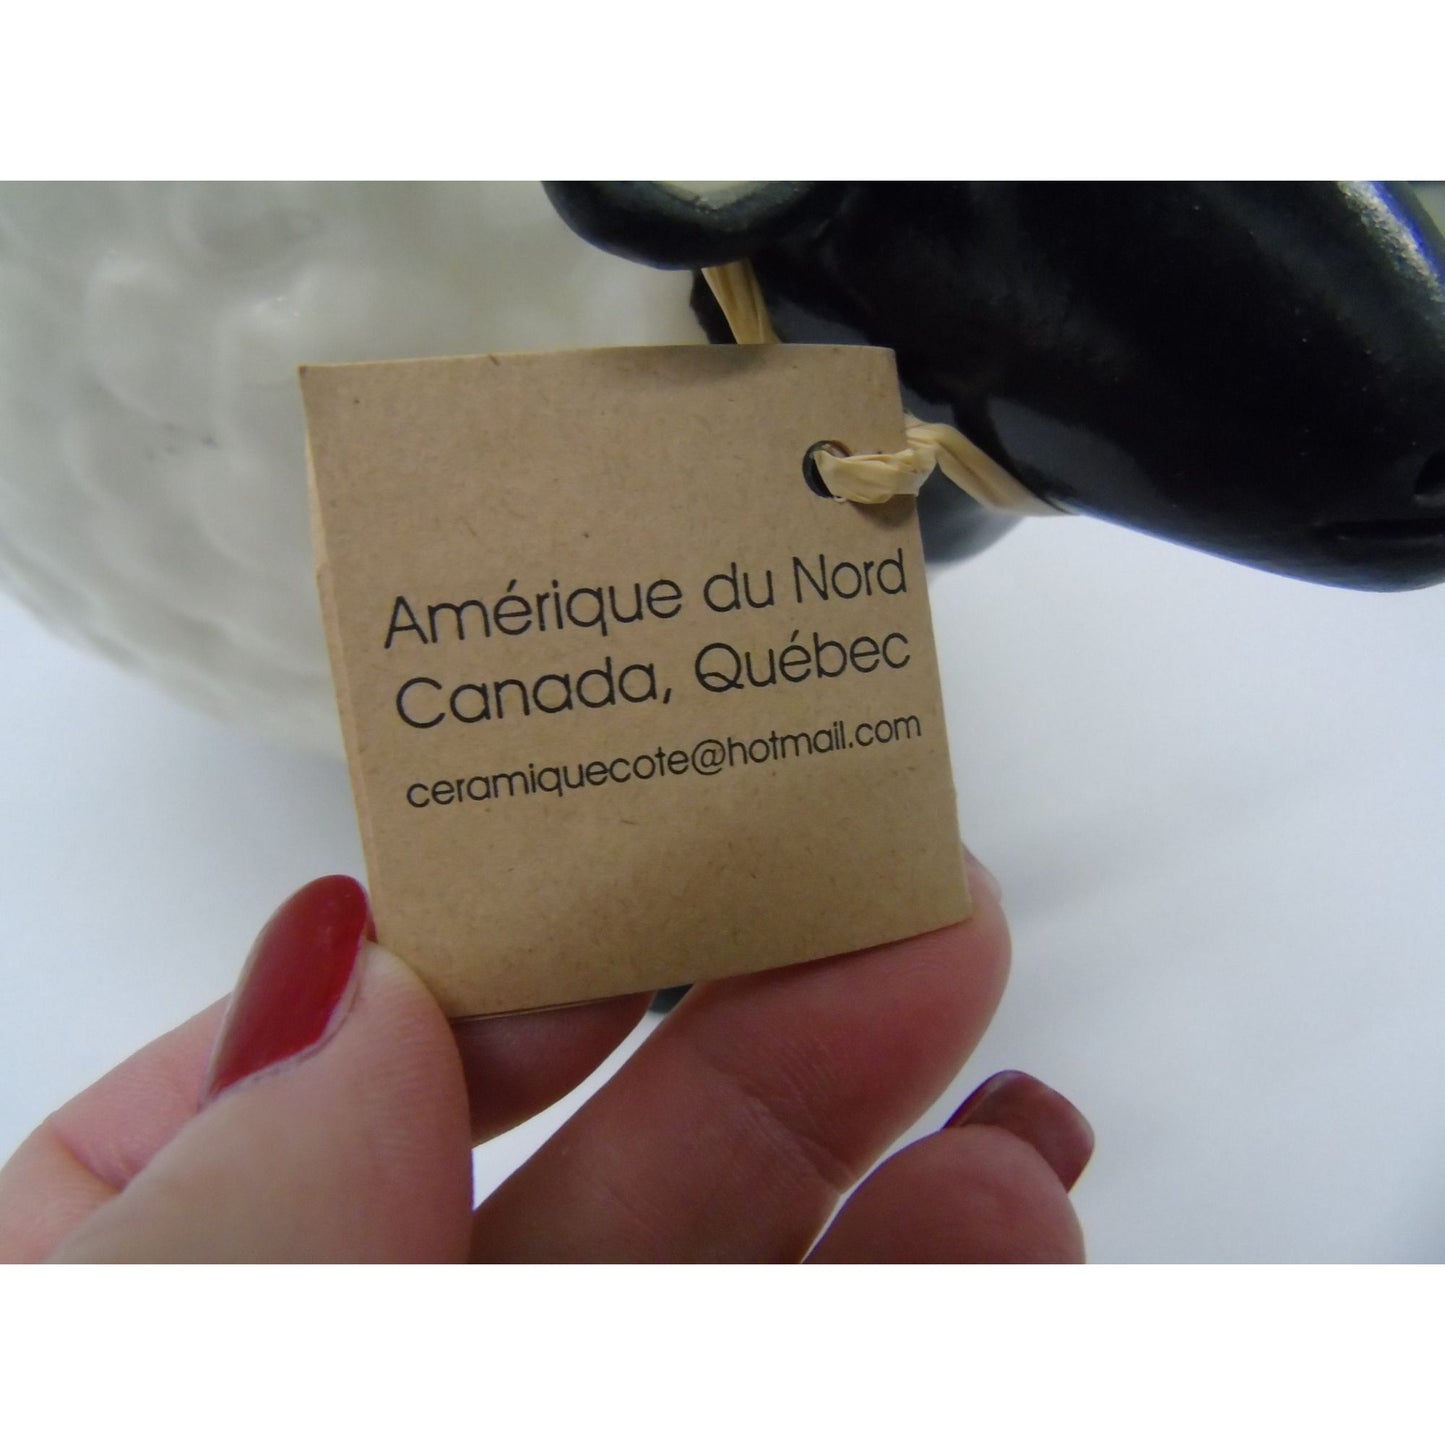 Amérique du Nord
Canada, Québec
ceramiquecote@hotmail.com